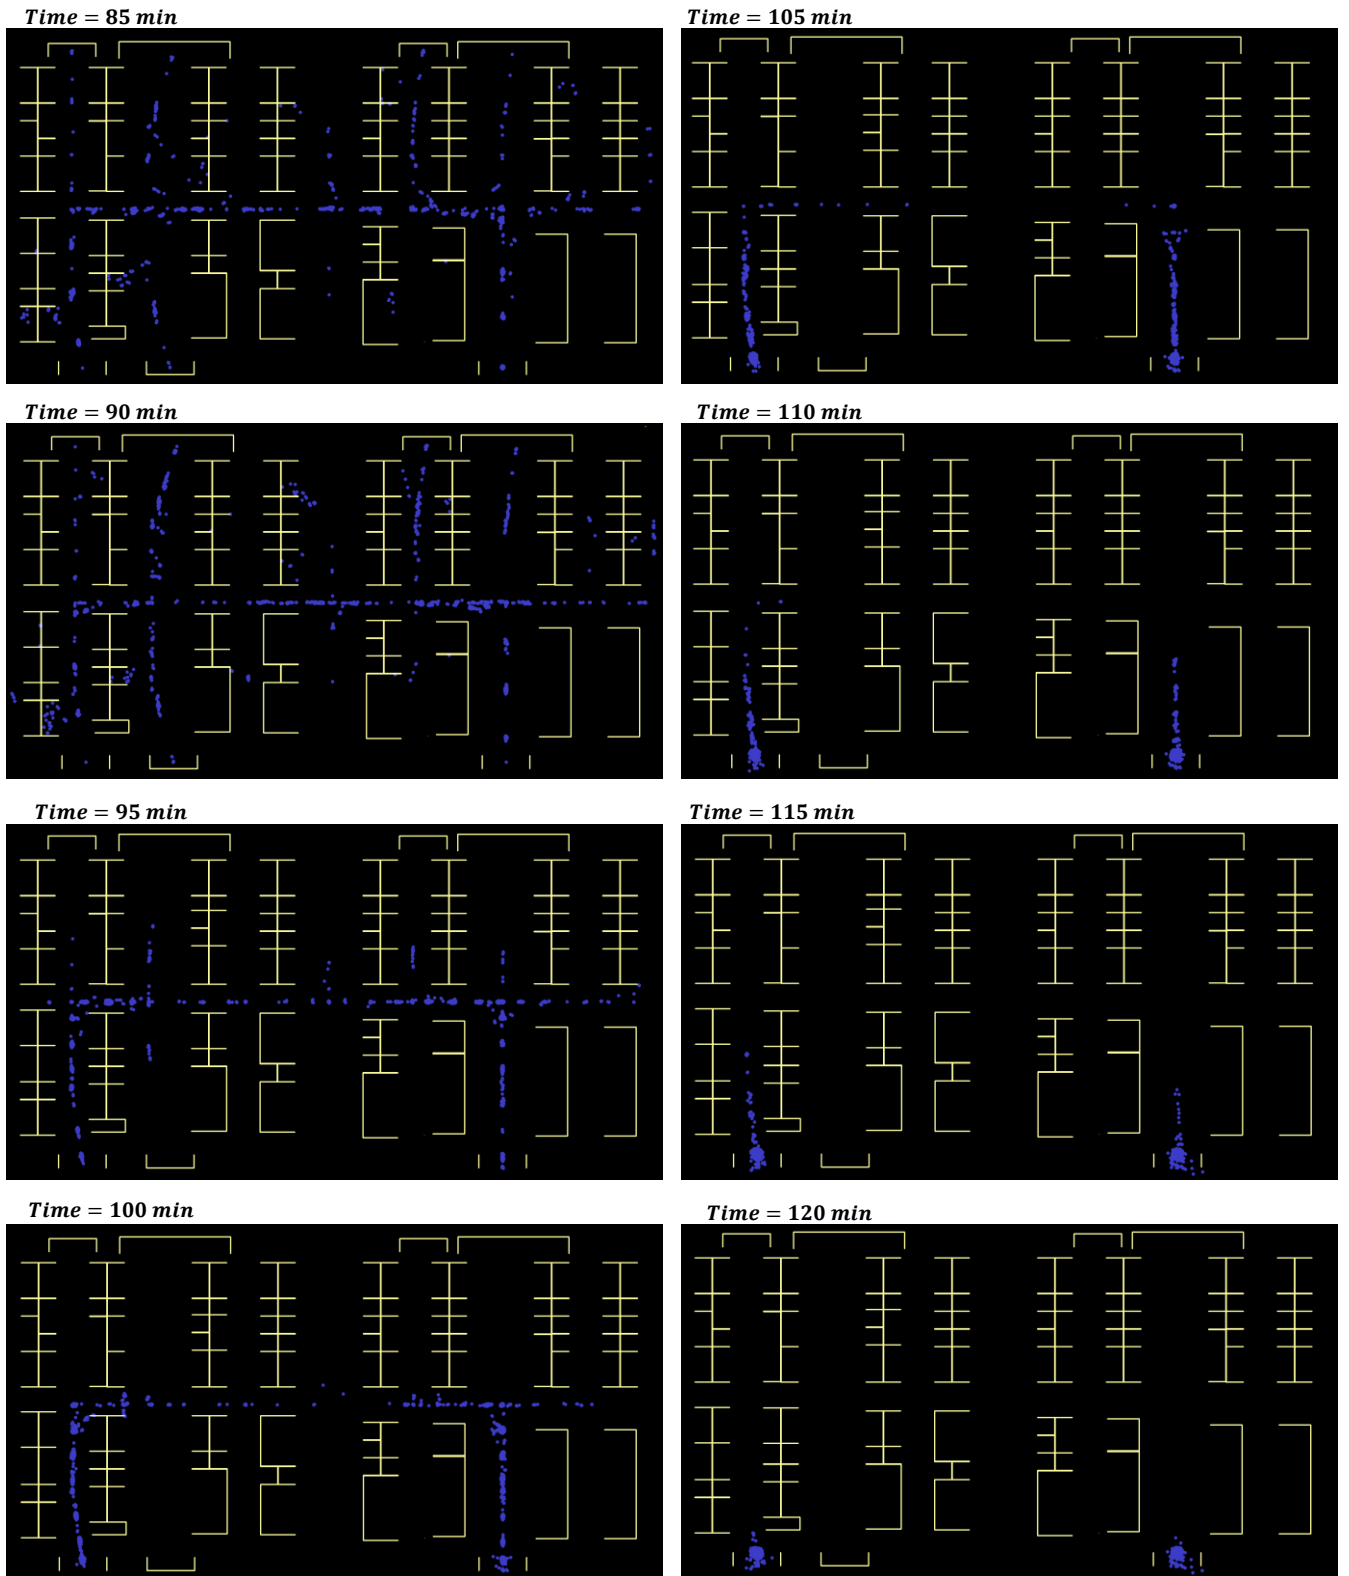 Time = 85 min
Time = 105 min
Time = 90 min
Time = 110 min
Time = 95 min
Time = 115 min
Time = 100 min
Time = 120 min